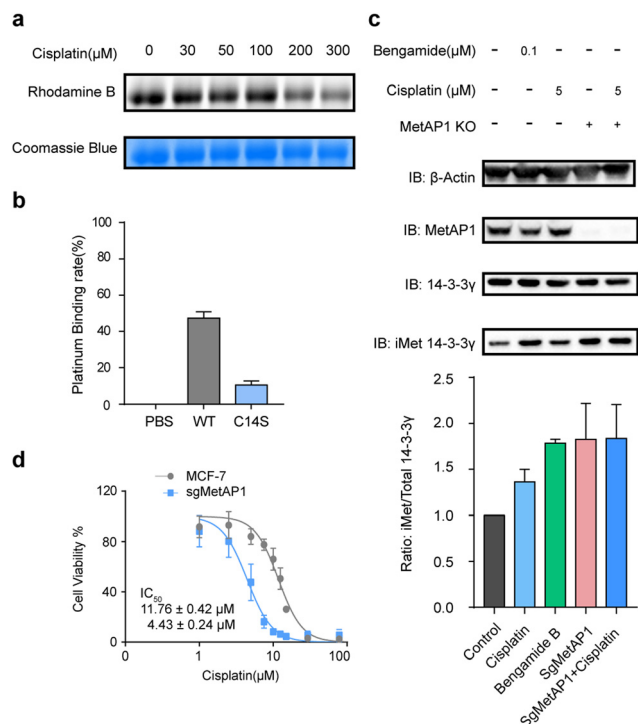 a
Cisplatin(μM) 0 30 50 100 200 300
Rhodamine B
Coomassie Blue
b
Platinum Binding rate(%)
100
80
60
40
20
0
PBS WT C14S
c
Bengamide(μM) - 0.1 - - -
Cisplatin (μM) - - 5 - 5
MetAP1 KO - - - + +
IB: β-Actin
IB: MetAP1
IB: 14-3-3γ
IB: iMet 14-3-3γ
Ratio: iMet/Total 14-3-3γ
2.5
2.0
1.5
1.0
0.5
0.0
Control
Cisplatin
Bengamide B
SgMetAP1
SgMetAP1+Cisplatin
d
MCF-7
sgMetAP1
Cell Viability %
120
80
40
0
IC50
11.76 ± 0.42 μM
4.43 ± 0.24 μM
0 1 10 100
Cisplatin(μM)